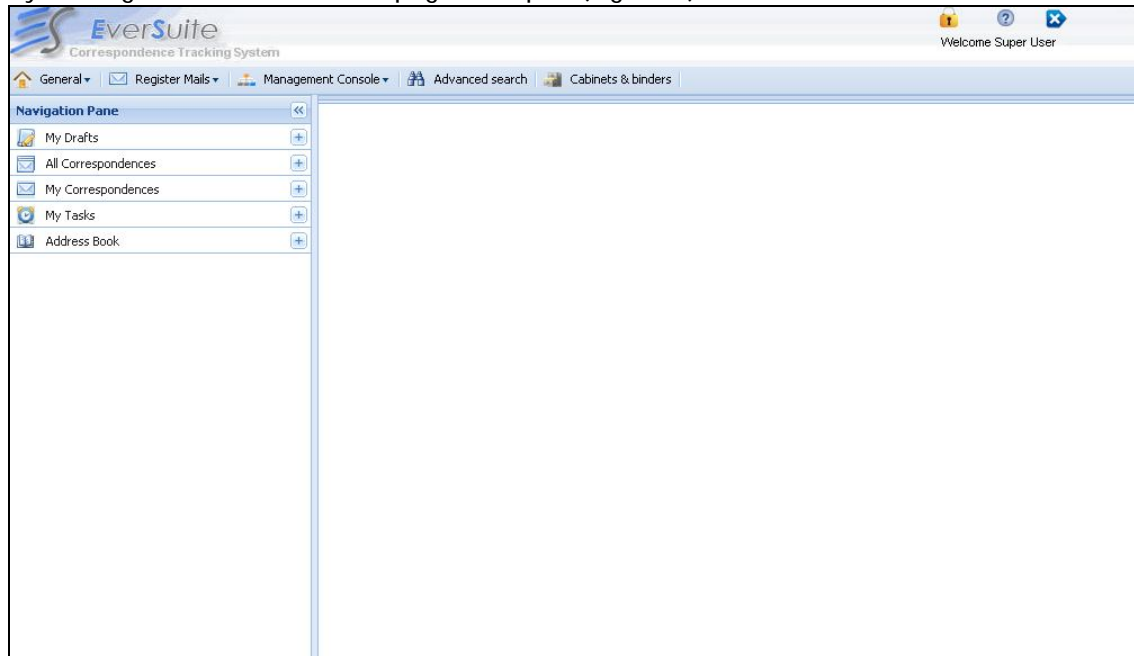 EverSuite
Correspondence Tracking System
Welcome Super User
General Register Mails Management Console Advanced search Cabinets & binders
Navigation Pane
My Drafts
All Correspondences
My Correspondences
My Tasks
Address Book